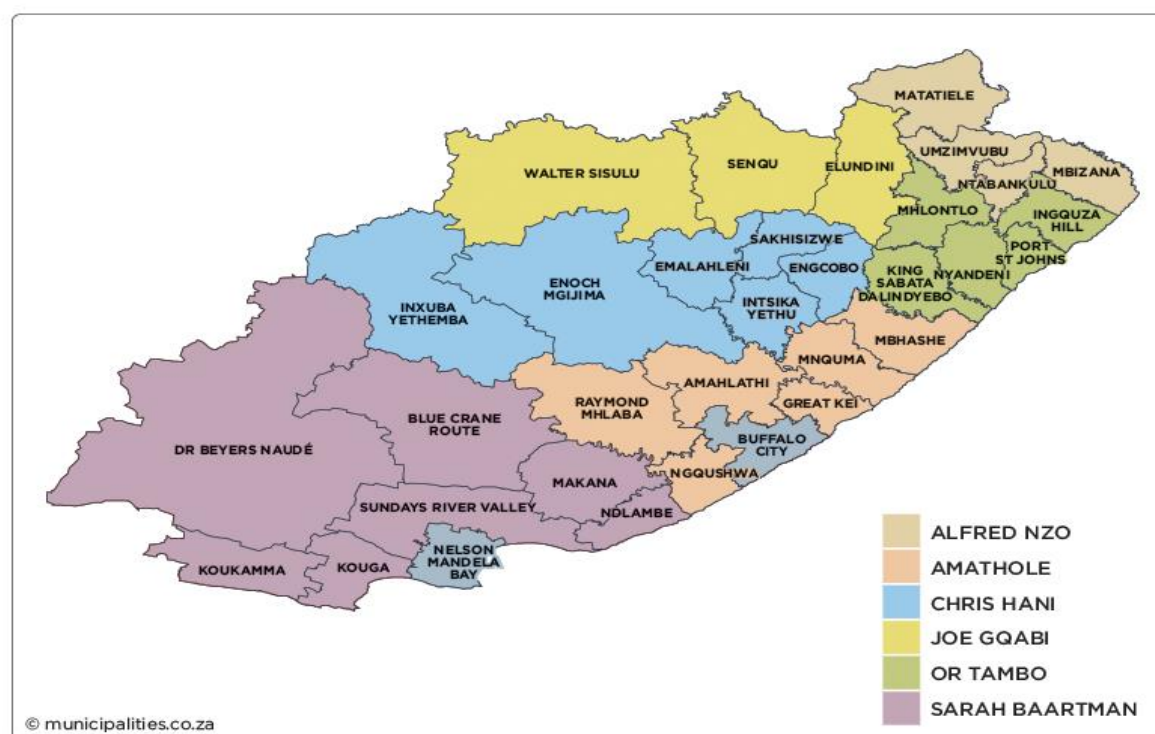 MATATIELE
UMZIMVUBU
MBIZANA
NTABANKULU
WALTER SISULU
SENQU
ELUNDINI
MHLONTLO
INGQUZA
HILL
PORT
ST JOHNS
NYANDENI
KING
SABATA
DALINDYEBO
SAKHISIZWE
EMALAHLENI
ENGCOBO
ENOCH
MGIJIMA
INTSIKA
YETHU
INXUBA
YETHEMBA
MBHASHE
MNQUMA
AMAHLATHI
GREAT KEI
RAYMOND
MHLABA
BUFFALO
CITY
NGQUSHWA
BLUE CRANE
ROUTE
DR BEYERS NAUDÉ
MAKANA
SUNDAYS RIVER VALLEY
NDLAMBE
NELSON
MANDELA
BAY
KOUKAMMA
KOUGA
ALFRED NZO
AMATHOLE
CHRIS HANI
JOE GQABI
OR TAMBO
SARAH BAARTMAN
© municipalities.co.za